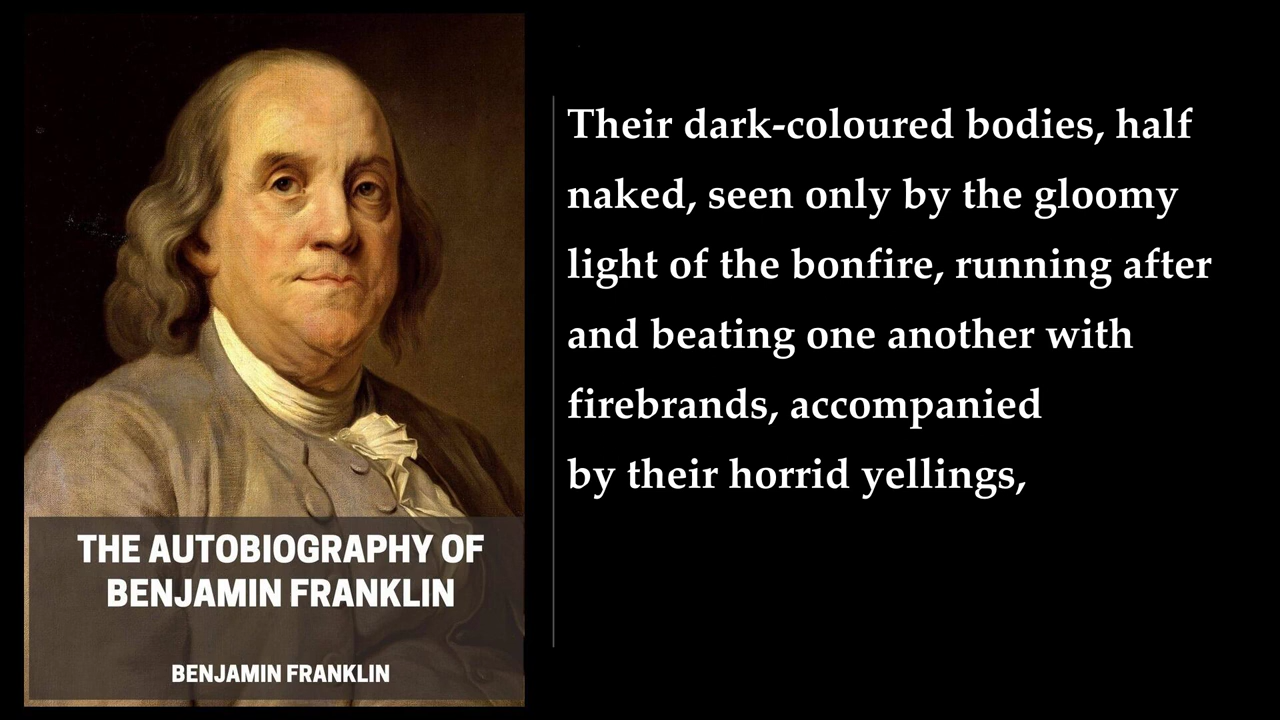 THE AUTOBIOGRAPHY OF
BENJAMIN FRANKLIN
BENJAMIN FRANKLIN
Their dark-coloured bodies, half
naked, seen only by the gloomy
light of the bonfire, running after
and beating one another with
firebrands, accompanied
by their horrid yellings,